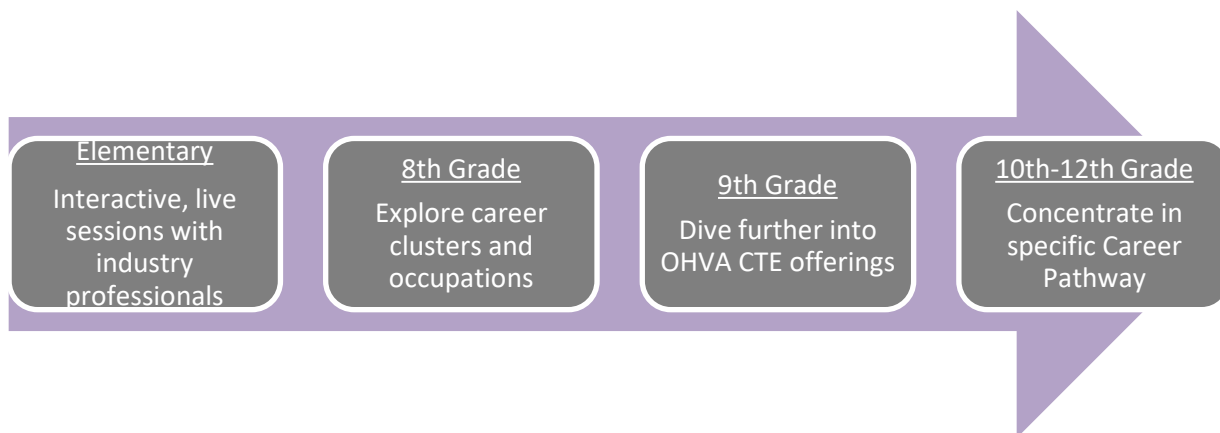 Elementary
Interactive, live
sessions with
industry
professionals
8th Grade
Explore career
clusters and
occupations
9th Grade
Dive further into
OHVA CTE offerings
10th-12th Grade
Concentrate in
specific Career
Pathway